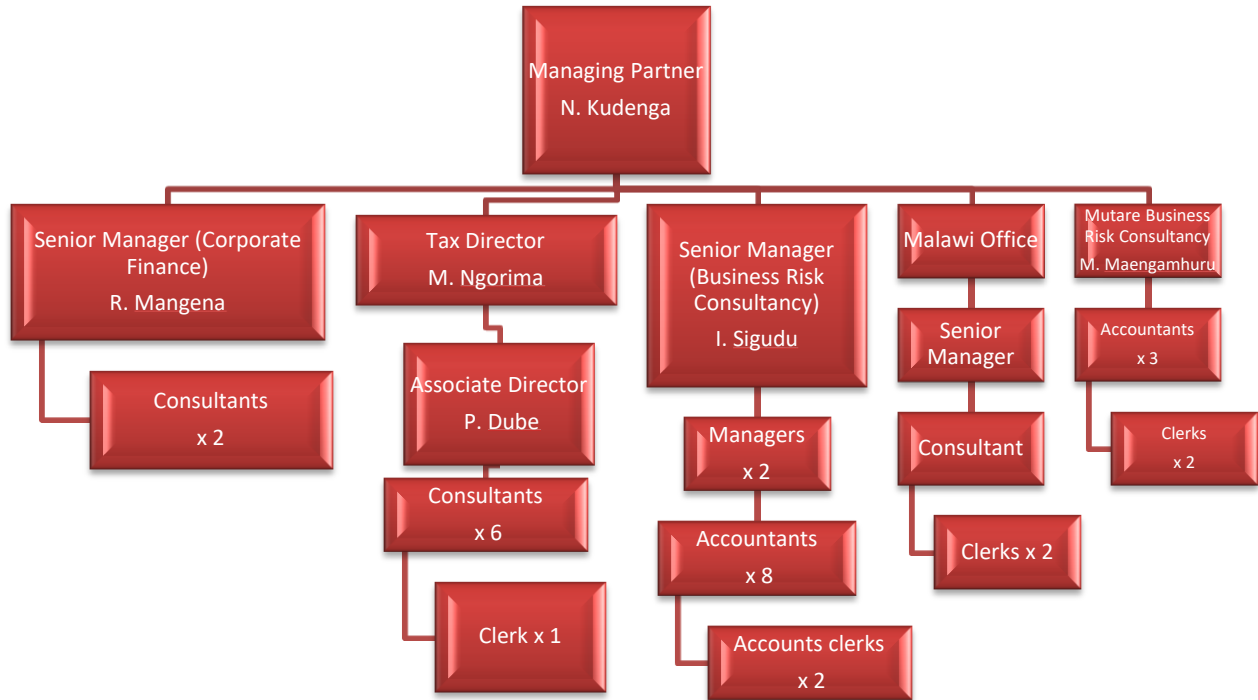 Managing Partner
N. Kudenga
Senior Manager (Corporate
Finance)
R. Mangena
Consultants
x 2
Tax Director
M. Ngorima
Associate Director
P. Dube
Consultants
x 6
Clerk x 1
Senior Manager
(Business Risk
Consultancy)
I. Sigudu
Managers
x 2
Accountants
x 8
Accounts clerks
x 2
Malawi Office
Senior
Manager
Consultant
Clerks x 2
Mutare Business
Risk Consultancy
M. Maengamhuru
Accountants
x 3
Clerks
x 2